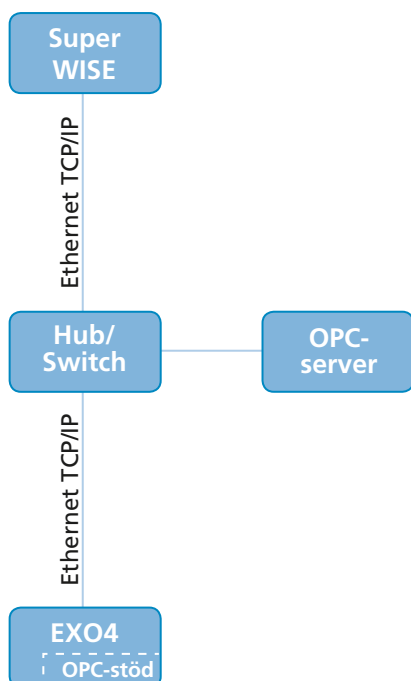 Super
WISE
Ethernet TCP/IP
Hub/
Switch
OPC-
server
Ethernet TCP/IP
EXO4
OPC-stöd